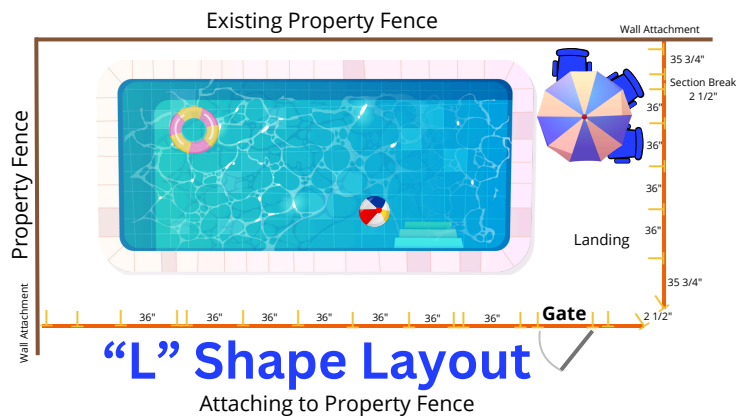 Existing Property Fence
Wall Attachment
35 3/4"
Section Break
2 1/2"
36"
36"
36"
36"
Landing
35 3/4"
2 1/2"
Property Fence
Wall Attachment
36"
36"
36"
36"
36"
36"
36"
Gate
“L” Shape Layout
Attaching to Property Fence